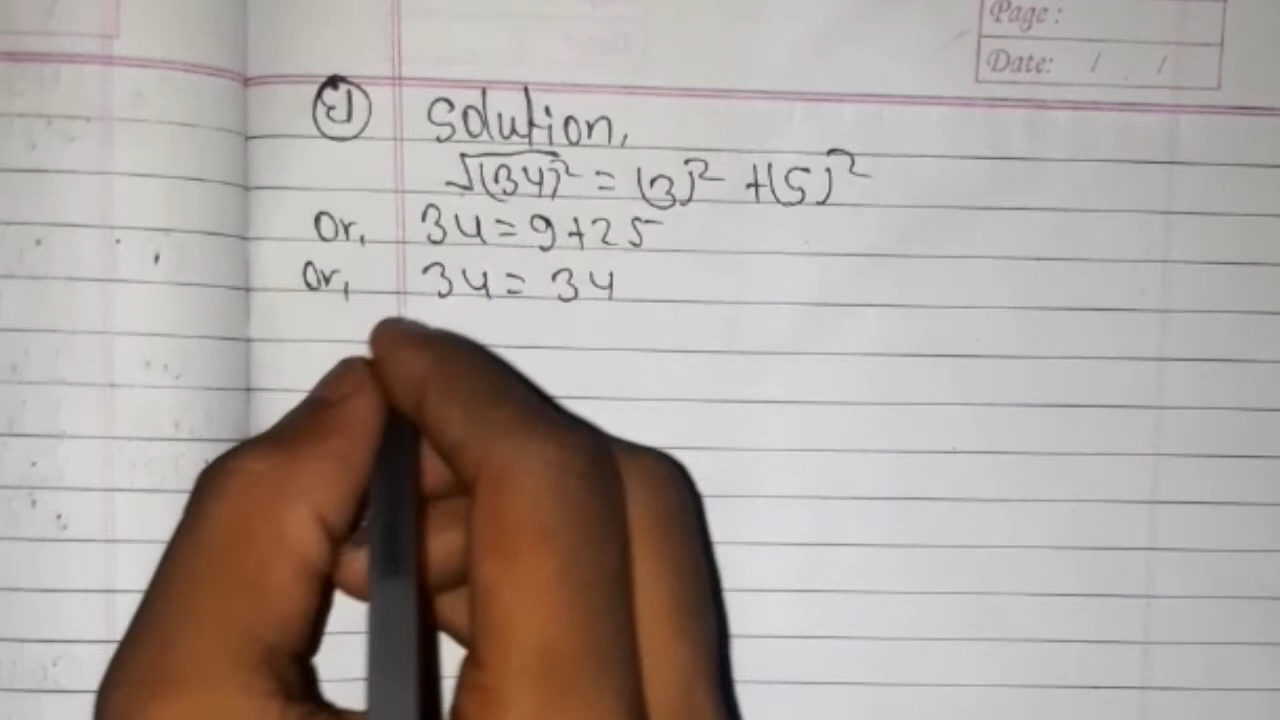 Page :
Date: / /
घ Solution,
√(34)² = (3)² + (5)²
Or, 34 = 9 + 25
Or, 34 = 34